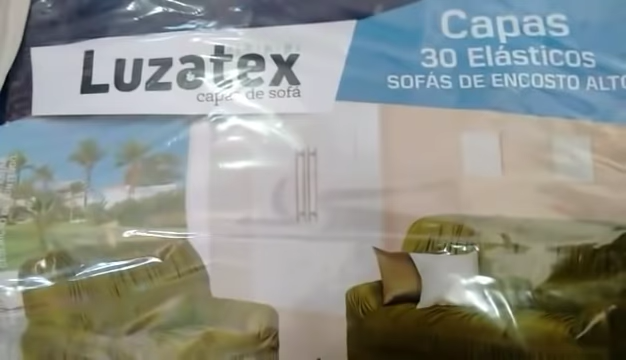 Luzatex
capas de sofá
Capas
30 Elásticos
SOFÁS DE ENCOSTO ALTO